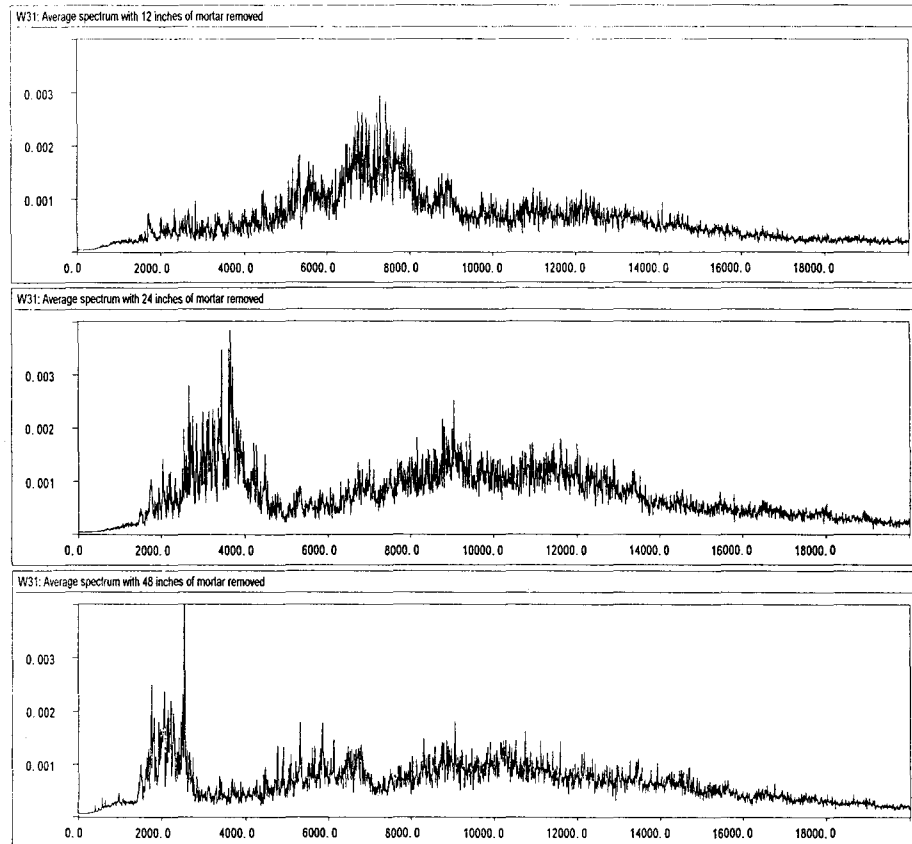 W31: Average spectrum with 12 inches of mortar removed
0. 003
0. 002
0. 001
0. 0 2000. 0 4000. 0 6000. 0 8000. 0 10000. 0 12000. 0 14000. 0 16000. 0 18000. 0
W31: Average spectrum with 24 inches of mortar removed
0. 003
0. 002
0. 001
0. 0 2000. 0 4000. 0 6000. 0 8000. 0 10000. 0 12000. 0 14000. 0 16000. 0 18000. 0
W31: Average spectrum with 48 inches of mortar removed
0. 003
0. 002
0. 001
0. 0 2000. 0 4000. 0 6000. 0 8000. 0 10000. 0 12000. 0 14000. 0 16000. 0 18000. 0